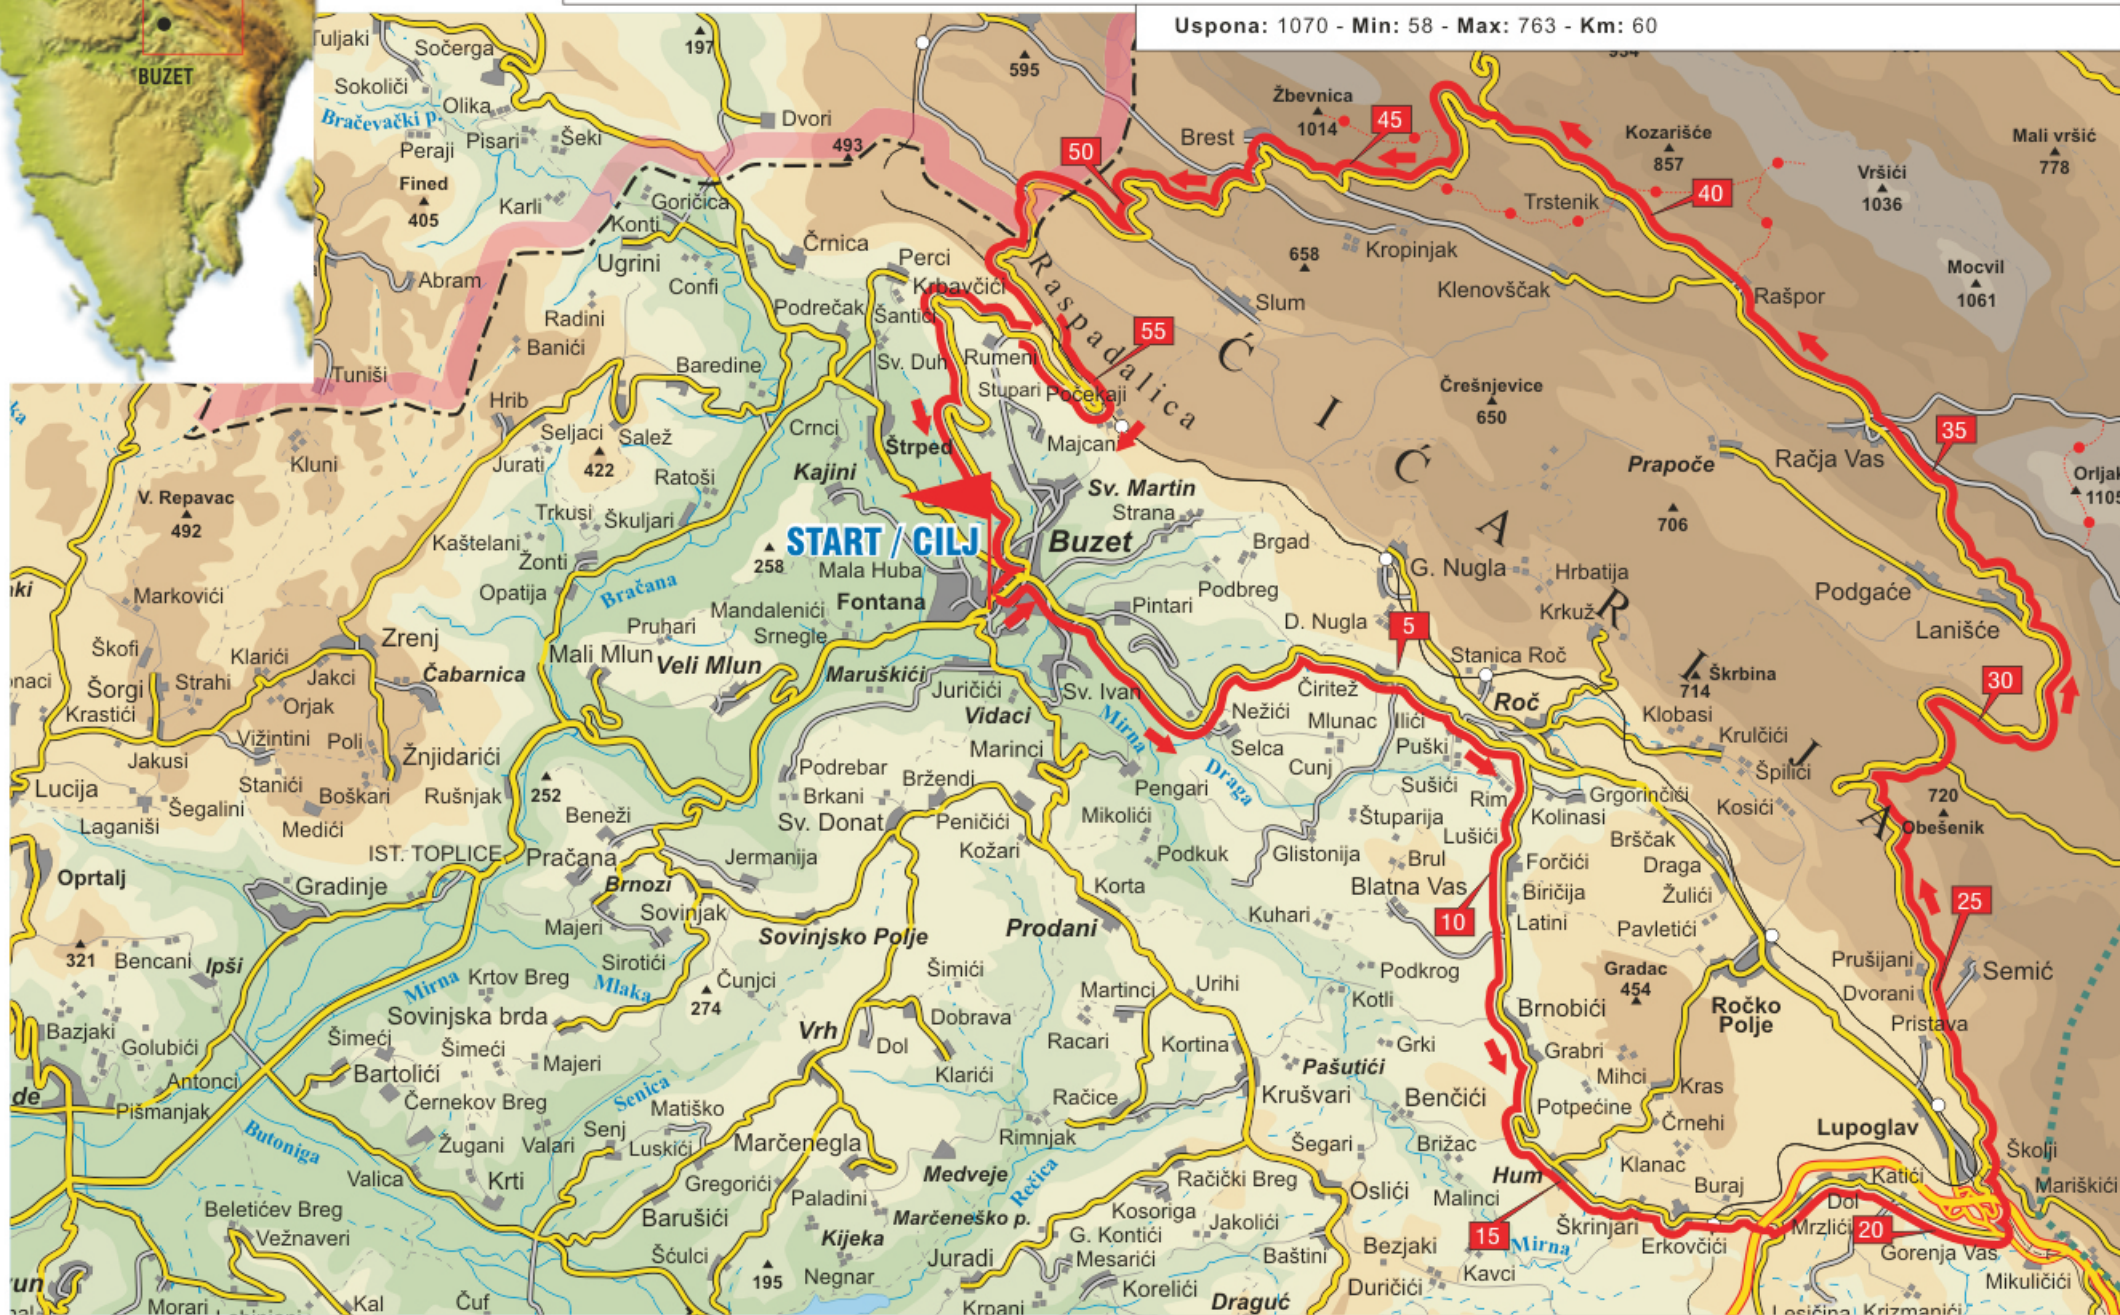 Uspona: 1070 - Min: 58 - Max: 763 - Km: 60
BUZET
Tuljaki
Sočerga
197
595
Sokoliči
Olika
Bračevački p.
Pisari
Šeki
Peraji
Dvori
493
Fined
405
Karli
Goričica
Konti
Ugrini
Confi
Črnica
Perci
Krbavčići
Abram
Radini
Banići
Podrečak
Šantići
Sv. Duh
Rumeni
Stupari
Počekaji
Majcani
Raspadalica
Tuniši
Baredine
Hrib
Seljaci
Salež
422
Jurati
Ratoši
Crnci
Štrped
Kajini
Kluni
V. Repavac
492
Trkusi
Škuljari
Kaštelani
Žonti
Opatija
Bračana
258
START / CILJ
Mala Huba
Fontana
Buzet
Sv. Martin
Strana
Brgad
Podbreg
Pintari
Mandalenići
Srnegle
Pruhari
Mali Mlun
Veli Mlun
Maruškići
Juričići
Vidaci
Sv. Ivan
Marinci
Markovići
Škofi
Klarići
Zrenj
Čabarnica
Šorgi
Strahi
Jakci
Krastići
Orjak
Vižintini
Poli
Jakusi
Žnjidarići
Stanići
Boškari
Rušnjak
252
Lucija
Šegalini
Laganiši
Medići
Beneži
Podrebar
Brkani
Bržendi
Sv. Donat
Peničići
Kožari
Mikolići
Pengari
Podkuk
Mirna
Draga
Nežići
Selca
Cunj
Mlunac
Čiritež
Ilići
Puški
Sušići
Štuparija
Rim
Lušići
Brul
Glistonija
Blatna Vas
Kuhari
Korta
Prodani
IST. TOPLICE
Pračana
Jermanija
Oprtalj
Gradinje
Brnozi
Sovinjak
Majeri
Sovinjsko Polje
Sirotići
Čunjci
274
Mlaka
321
Bencani
Ipši
Mirna
Krtov Breg
Sovinjska brda
Šimići
Dobrava
Vrh
Dol
Klarići
Bazjaki
Golubići
Antonci
Pišmanjak
Šimeći
Bartolići
Šimeći
Majeri
Černekov Breg
Senica
Matiško
Žugani
Valari
Senj
Luskići
Butoniga
Valica
Krti
Marčenegla
Medveje
Gregorići
Paladini
Barušići
Kijeka
Marčeneško p.
Beletićev Breg
Vežnaveri
Šćulci
195
Negnar
Juradi
Morari
Kal
Čuf
Krpani
Martinci
Urihi
Racari
Kortina
Račice
Rimnjak
Rečica
Krušvari
Pašutići
Grki
Kotli
Podkrog
Benčići
Šegari
Brižac
Račički Breg
Kosoriga
Jakolići
G. Kontići
Mesarići
Korelići
Draguć
Baštini
Oslići
Malinci
Bezjaki
Duričići
Kavci
Mirna
Hum
Škrinjari
Erkovčići
Buraj
Klanac
Črnehi
Kras
Mihci
Grabri
Potpećine
Brnobići
Latini
Biričija
Forčići
Kolinasi
Grgorinčići
Brščak
Draga
Žulići
Pavletići
Gradac
454
Ročko
Polje
Lupoglav
Katići
Dol
Mrzlići
Gorenja Vas
Školji
Mariškići
Mikuličići
Lesičina
Krizmanići
Prušijani
Dvorani
Semić
Pristava
720
Obešenik
Kosići
Špilići
Krulčići
Klobasi
Škrbina
714
Roč
Stanica Roč
D. Nugla
G. Nugla
Hrbatija
Krkuž
706
Prapoče
Črešnjevice
650
Podgaće
Lanišće
Račja Vas
Orljak
1105
Rašpor
Mocvil
1061
Vršići
1036
Mali vršić
778
Kozarišće
857
Trstenik
Klenovščak
Kropinjak
658
Slum
Brest
Žbevnica
1014
Ć I Ć A R I J A
5
10
15
20
25
30
35
40
45
50
55